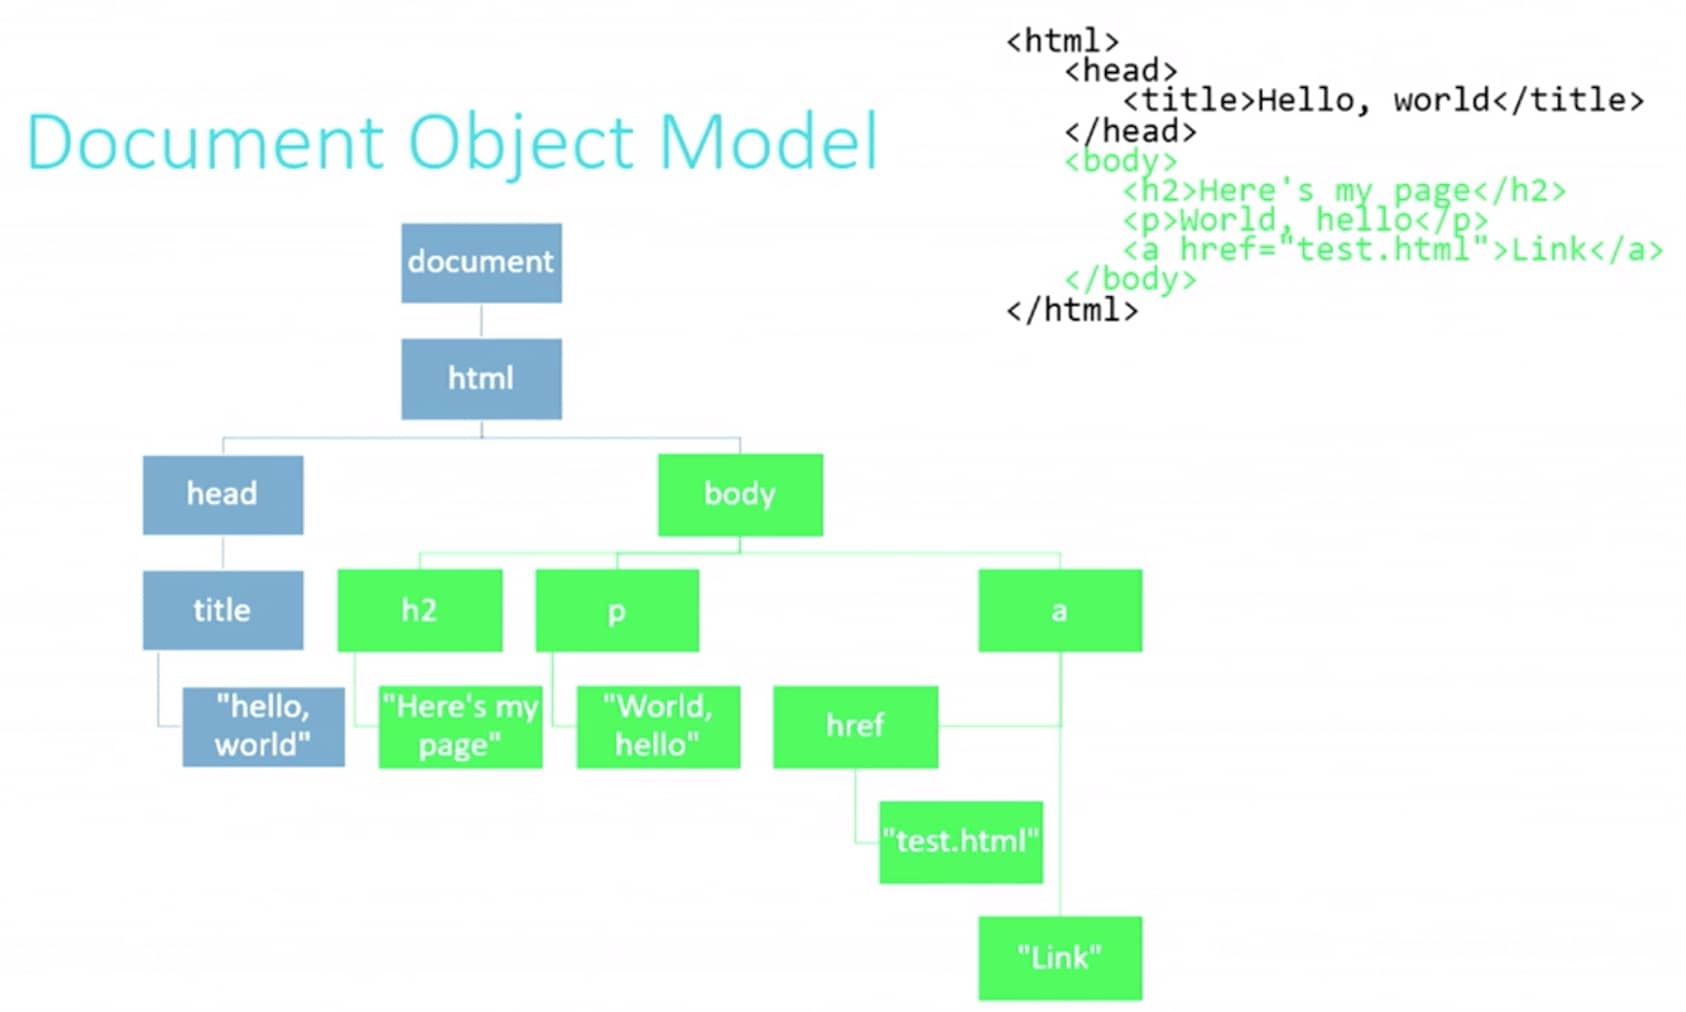 Document Object Model
<html>
<head>
<title>Hello, world</title>
</head>
<body>
<h2>Here's my page</h2>
<p>World, hello</p>
<a href="test.html">Link</a>
</body>
</html>
document
html
head
body
title
h2
p
a
"hello,
world"
"Here's my
page"
"World,
hello"
href
"test.html"
"Link"